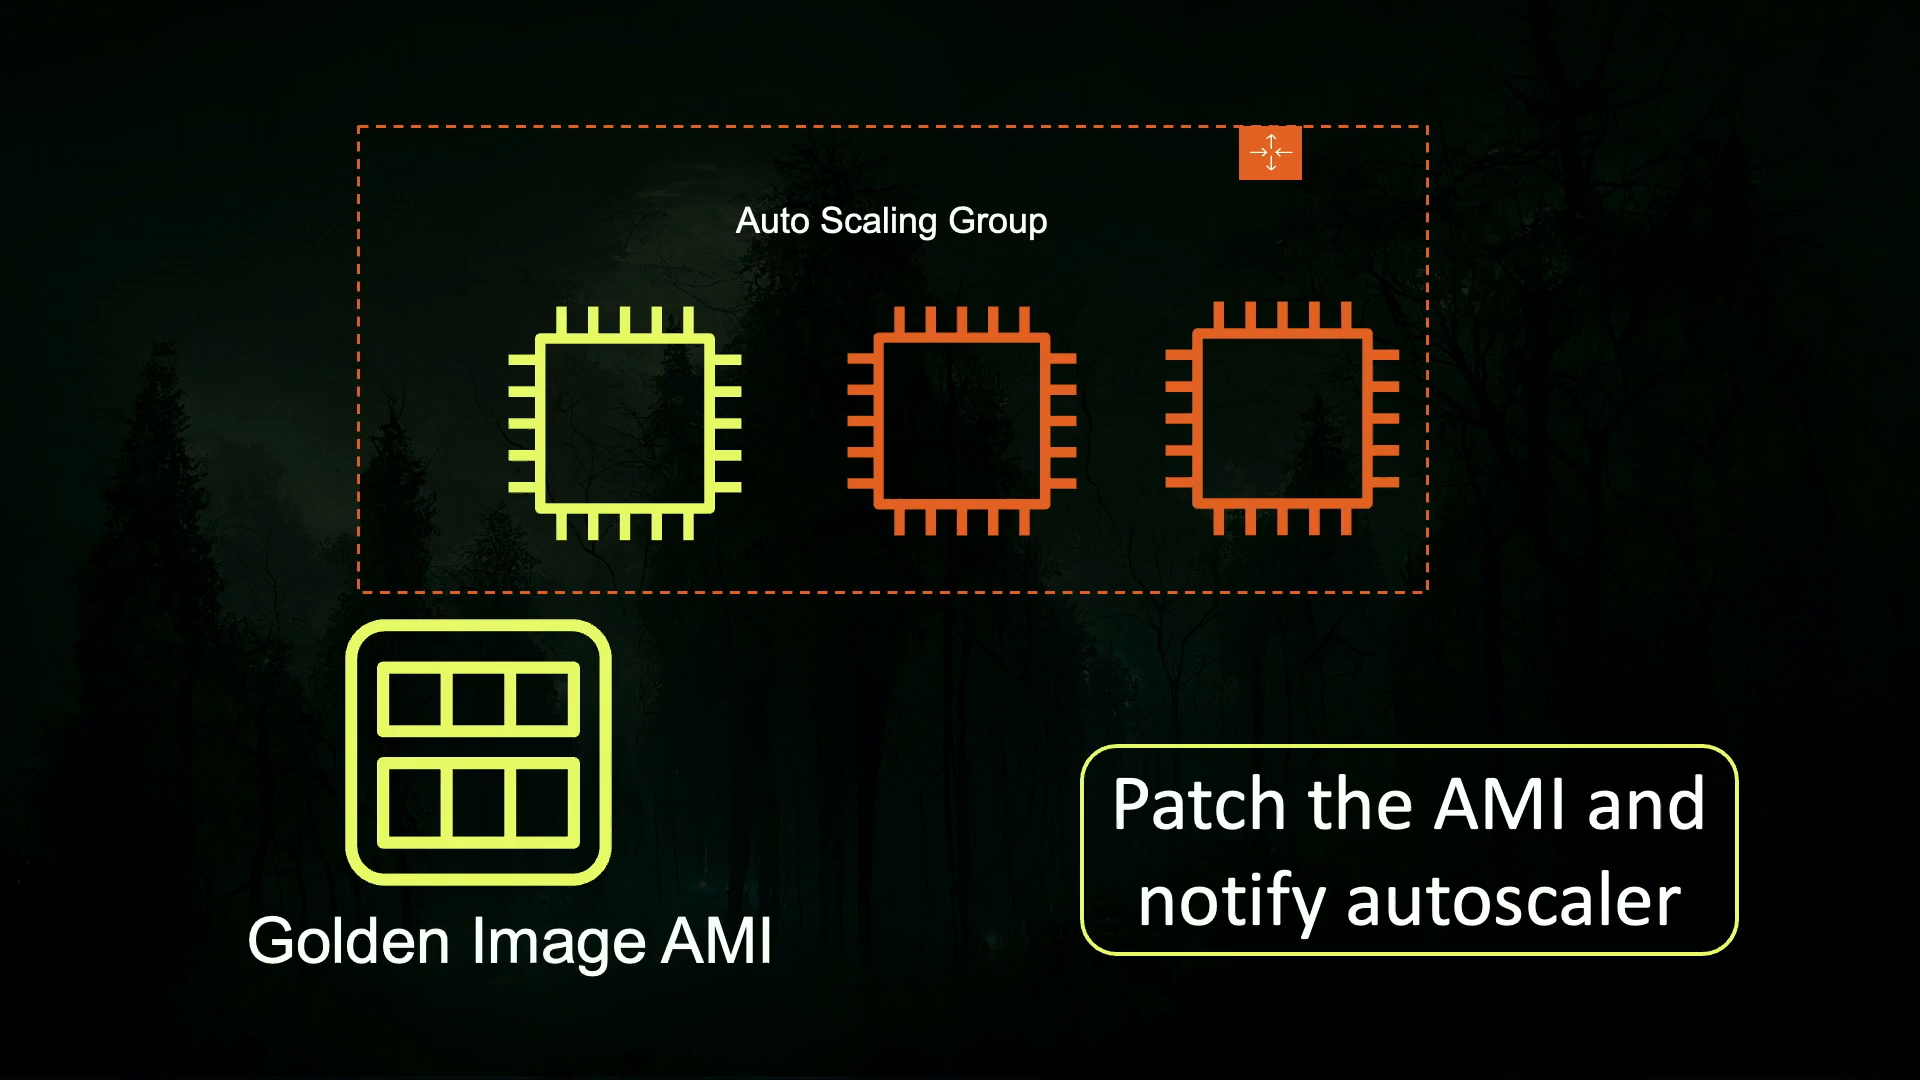 Auto Scaling Group
Golden Image AMI
Patch the AMI and
notify autoscaler